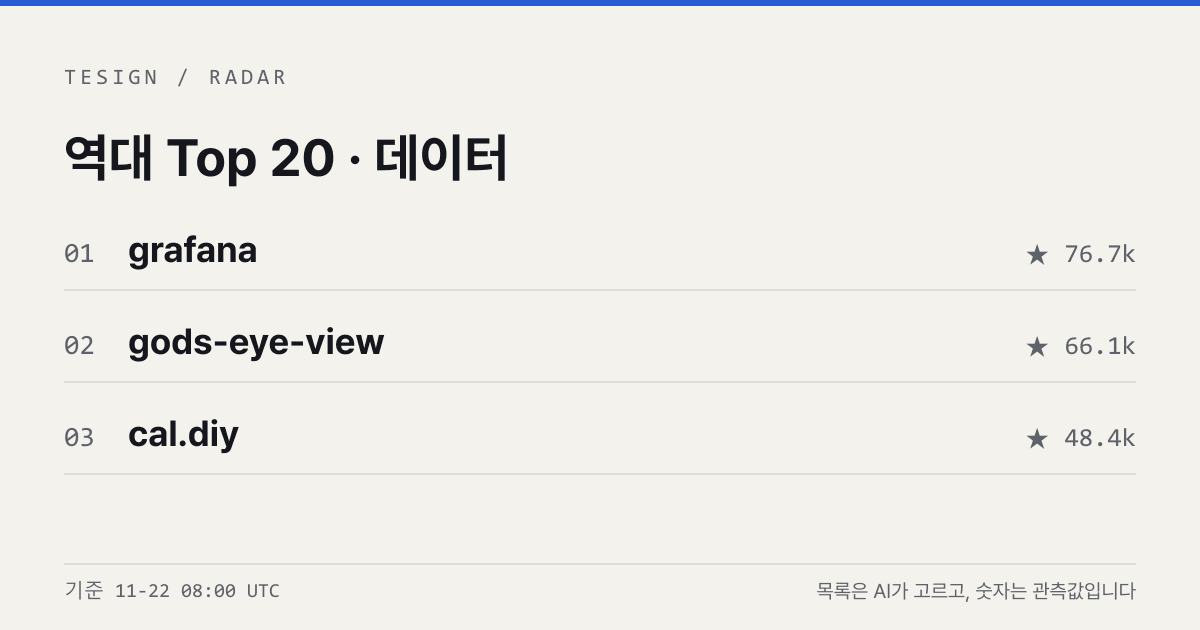 TESIGN / RADAR
역대 Top 20 · 데이터
01 grafana ★ 76.7k
02 gods-eye-view ★ 66.1k
03 cal.diy ★ 48.4k
기준 11-22 08:00 UTC
목록은 AI가 고르고, 숫자는 관측값입니다